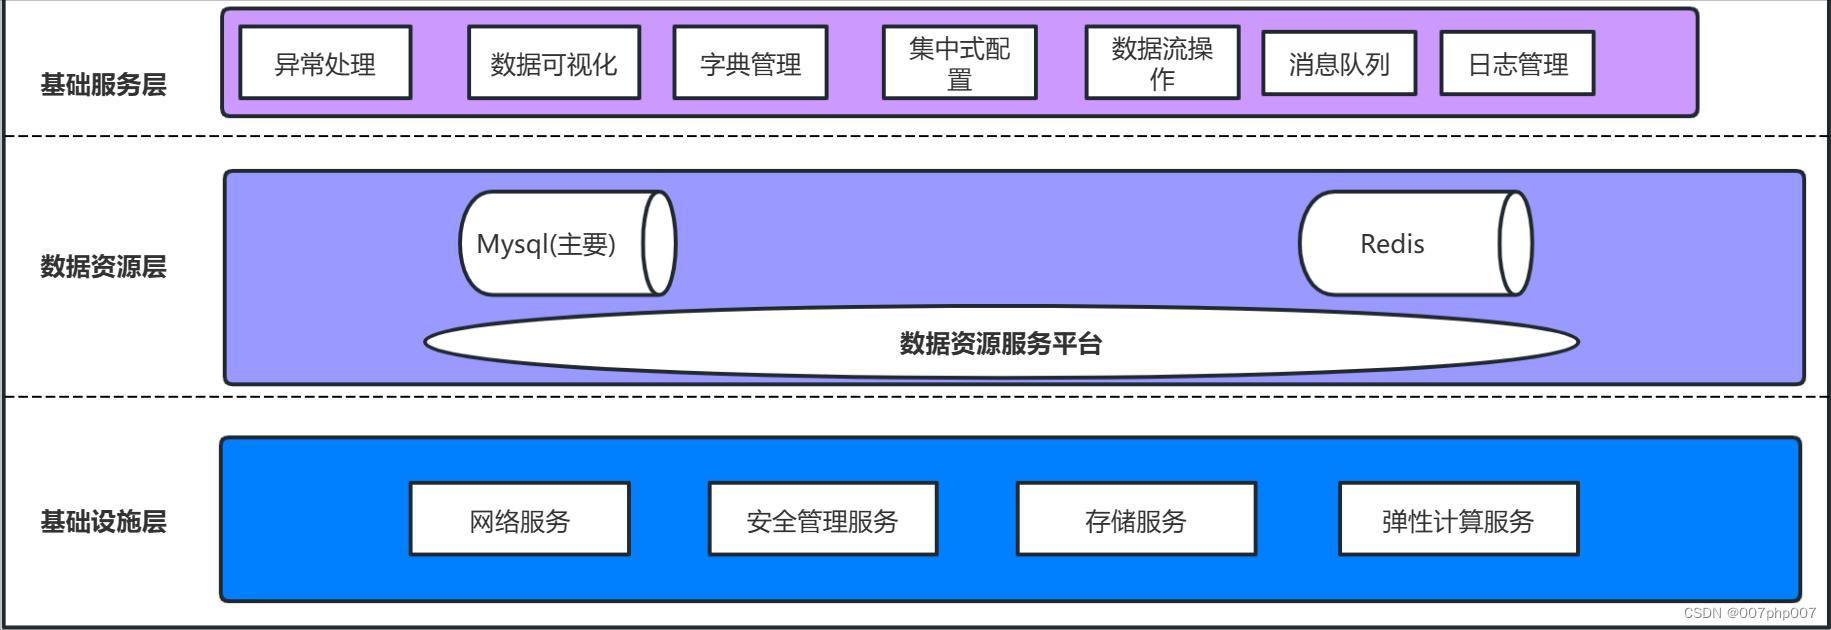 基础服务层
异常处理
数据可视化
字典管理
集中式配
置
数据流操
作
消息队列
日志管理
数据资源层
Mysql(主要)
Redis
数据资源服务平台
基础设施层
网络服务
安全管理服务
存储服务
弹性计算服务
CSDN @007php007